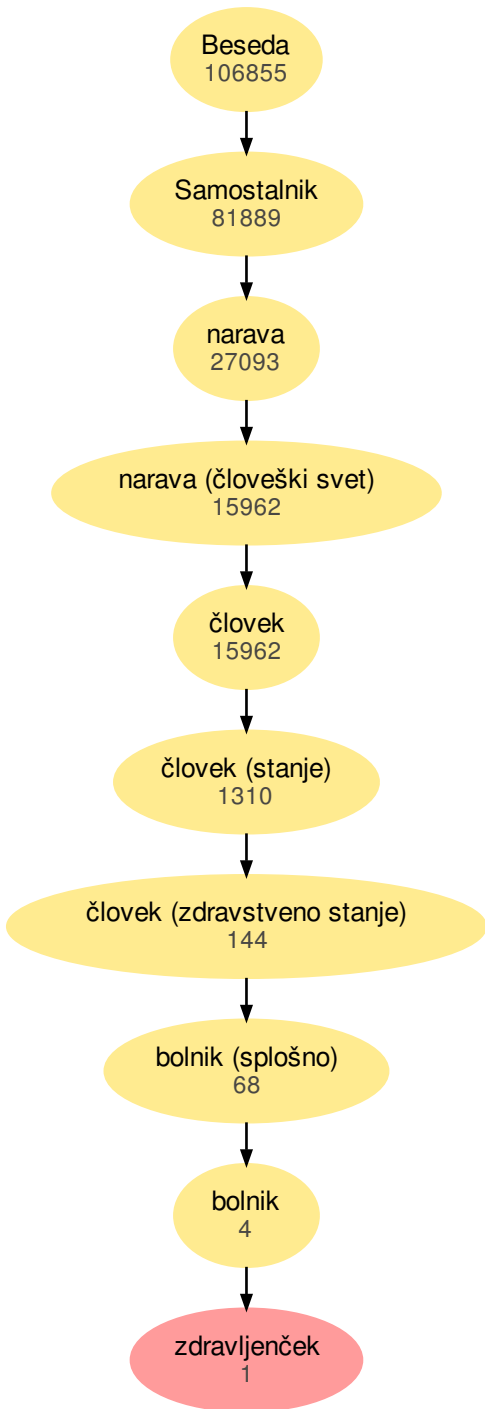 Beseda
106855
Samostalnik
81889
narava
27093
narava (človeški svet)
15962
človek
15962
človek (stanje)
1310
človek (zdravstveno stanje)
144
bolnik (splošno)
68
bolnik
4
zdravljenček
1